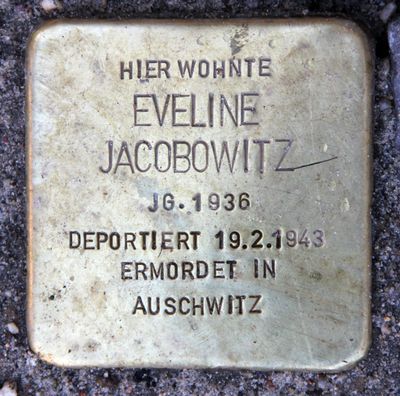 HIER WOHNTE
EVELINE
JACOBOWITZ
JG. 1936
DEPORTIERT 19.2.1943
ERMORDET IN
AUSCHWITZ